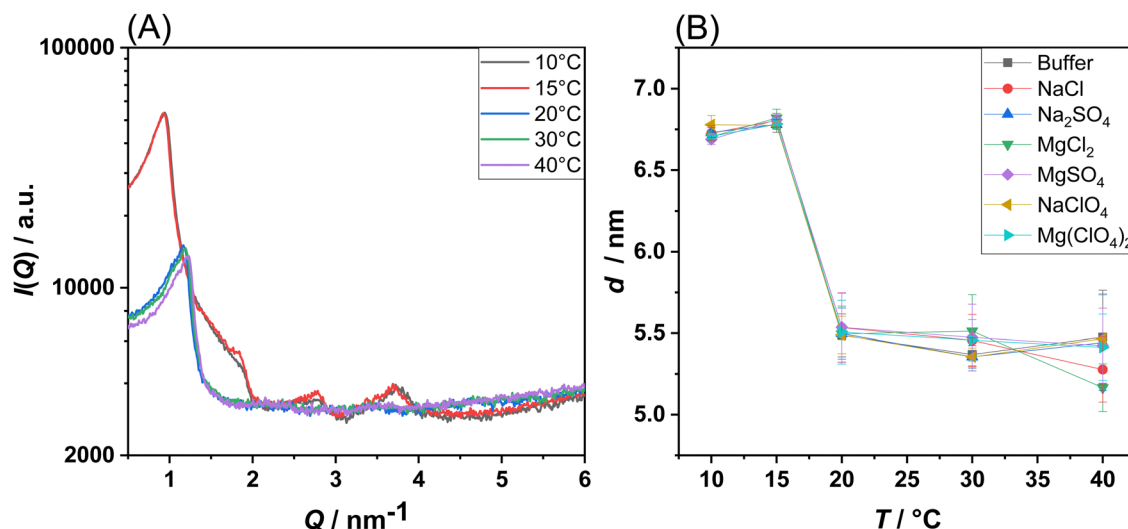 (A)
100000
10000
2000
I(Q) / a.u.
10°C
15°C
20°C
30°C
40°C
1
2
3
4
5
6
Q / nm⁻¹
(B)
7.0
6.5
6.0
5.5
5.0
d / nm
Buffer
NaCl
Na₂SO₄
MgCl₂
MgSO₄
NaClO₄
Mg(ClO₄)₂
10
15
20
25
30
35
40
T / °C